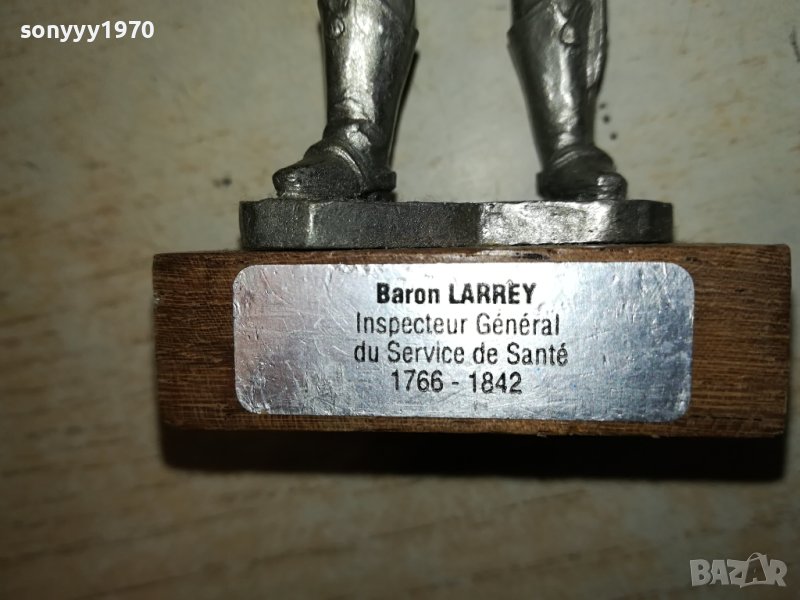 sonyyy1970
Baron LARREY
Inspecteur Général
du Service de Santé
1766 - 1842
BAZAR